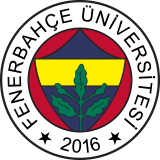 FENERBAHÇE ÜNİVERSİTESİ
★ 2016 ★